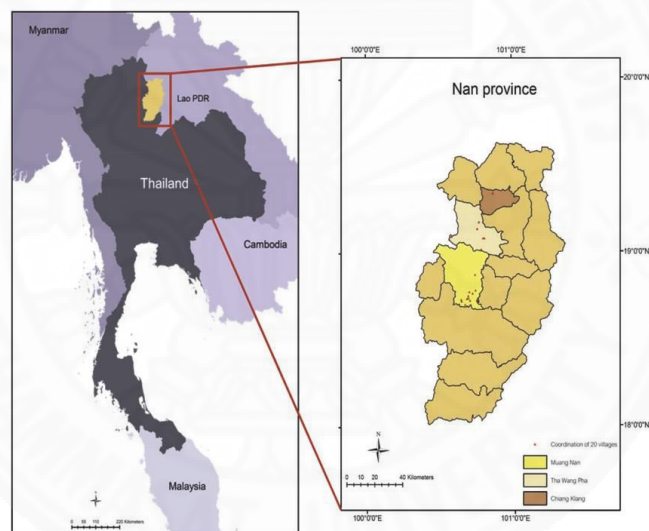 Myanmar
Lao PDR
Thailand
Cambodia
Malaysia
N
0 50 110 220 Kilometers
100°0'0"E 101°0'0"E
20°0'0"N
Nan province
19°0'0"N
18°0'0"N
N
0 10 20 40 Kilometers
Coordination of 20 villages
Muang Nan
Tha Wang Pha
Chiang Klang
100°0'0"E 101°0'0"E